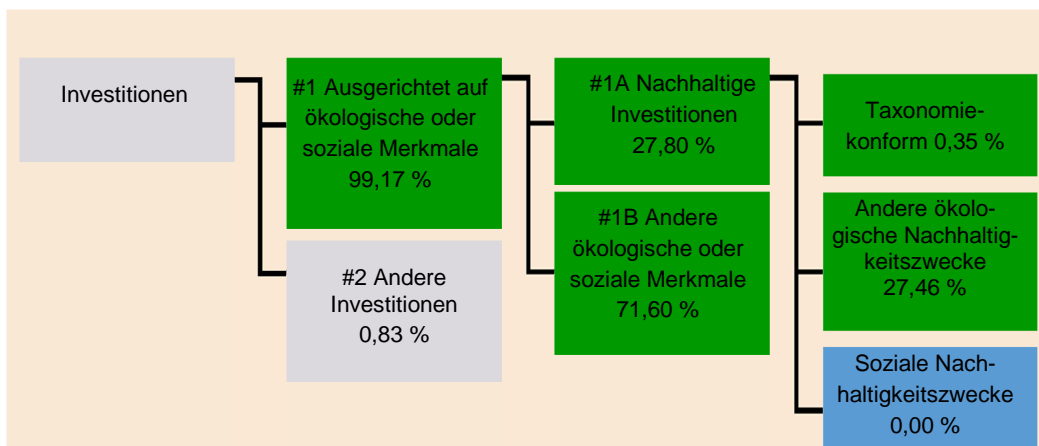 Investitionen
#1 Ausgerichtet auf
ökologische oder
soziale Merkmale
99,17 %
#2 Andere
Investitionen
0,83 %
#1A Nachhaltige
Investitionen
27,80 %
#1B Andere
ökologische oder
soziale Merkmale
71,60 %
Taxonomie-
konform 0,35 %
Andere ökolo-
gische Nachhaltig-
keitszwecke
27,46 %
Soziale Nach-
haltigkeitszwecke
0,00 %